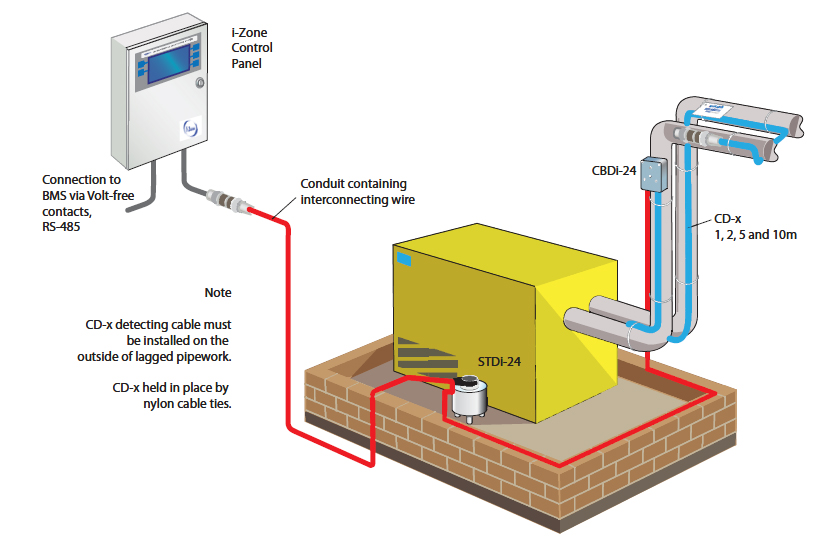 i-Zone
Control
Panel
Connection to
BMS via Volt-free
contacts,
RS-485
Conduit containing
interconnecting wire
CBDi-24
CD-x
1, 2, 5 and 10m
Note
CD-x detecting cable must
be installed on the
outside of lagged pipework.
CD-x held in place by
nylon cable ties.
STDi-24